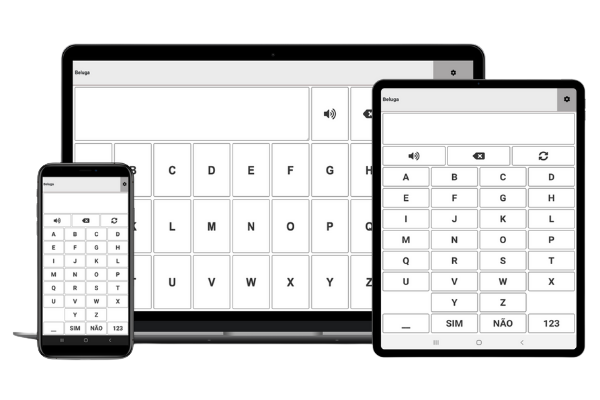 Beluga
B C D E F G H
L M N O P Q
U V W X Y Z
Beluga
A B C D
E F G H
I J K L
M N O P
Q R S T
U V W X
Y Z
_ SIM NÃO 123
Beluga
A B C D
E F G H
I J K L
M N O P
Q R S T
U V W X
Y Z
_ SIM NÃO 123